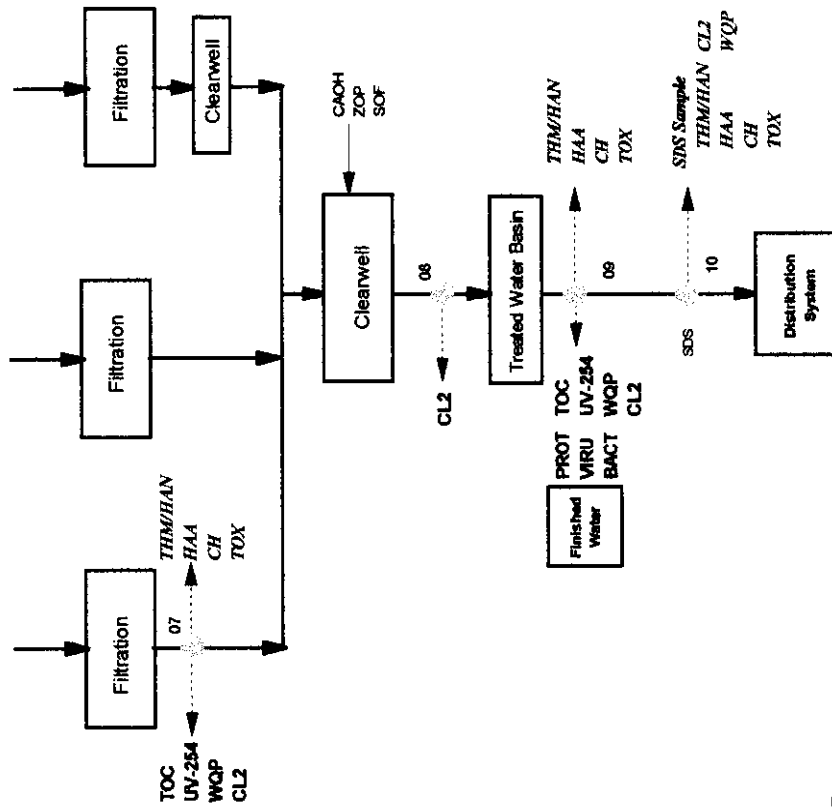 Filtration
Filtration
Filtration
Clearwell
07
THM/HAN
HAA
CH
TOX
TOC
UV-254
WQP
CL2
CAOH
ZOP
SOF
Clearwell
08
CL2
Treated Water Basin
THM/HAN
HAA
CH
TOX
09
PROT TOC
VIRU UV-254
BACT WQP
CL2
Finished
Water
SDS Sample
THM/HAN CL2
HAA WQP
CH
TOX
SDS
10
Distribution
System